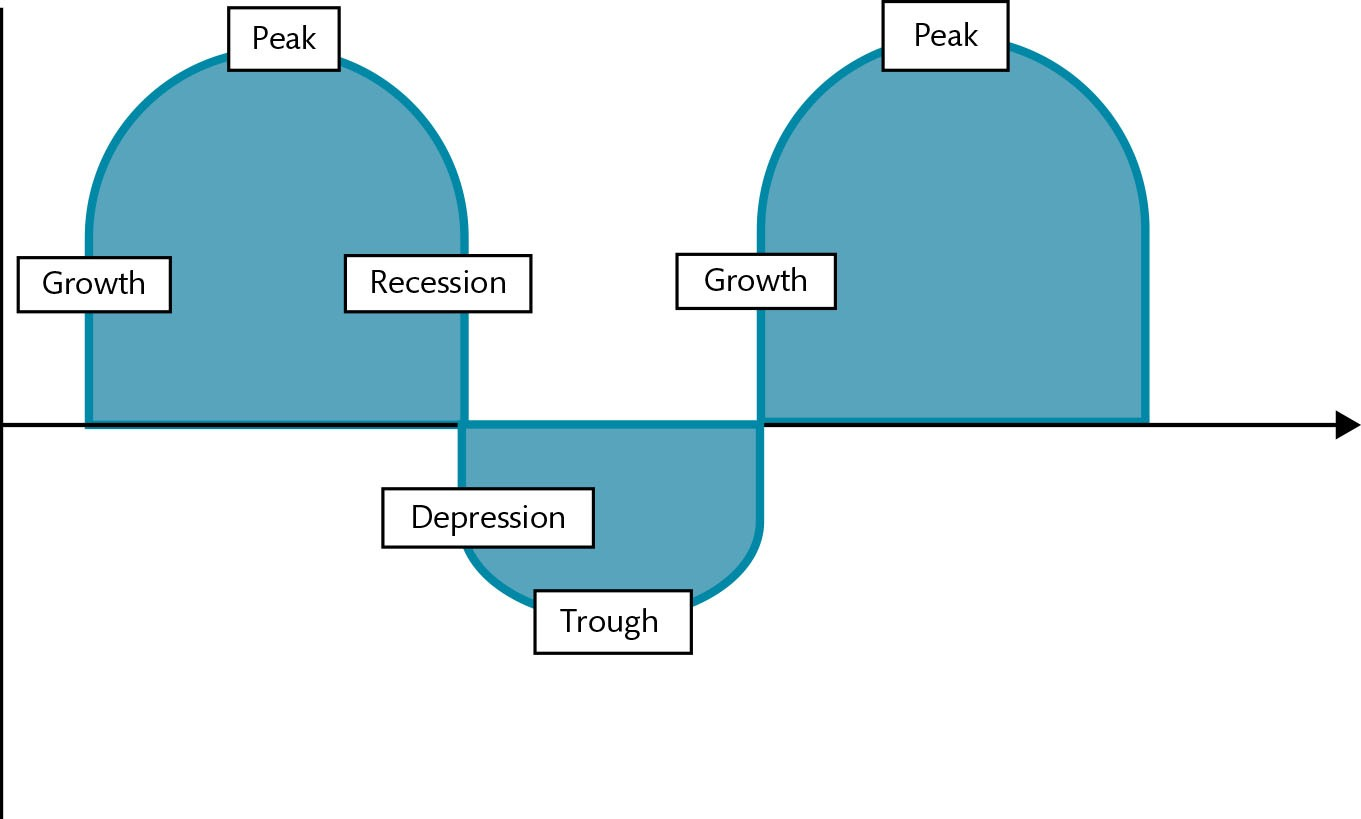 Peak
Peak
Growth
Recession
Growth
Depression
Trough